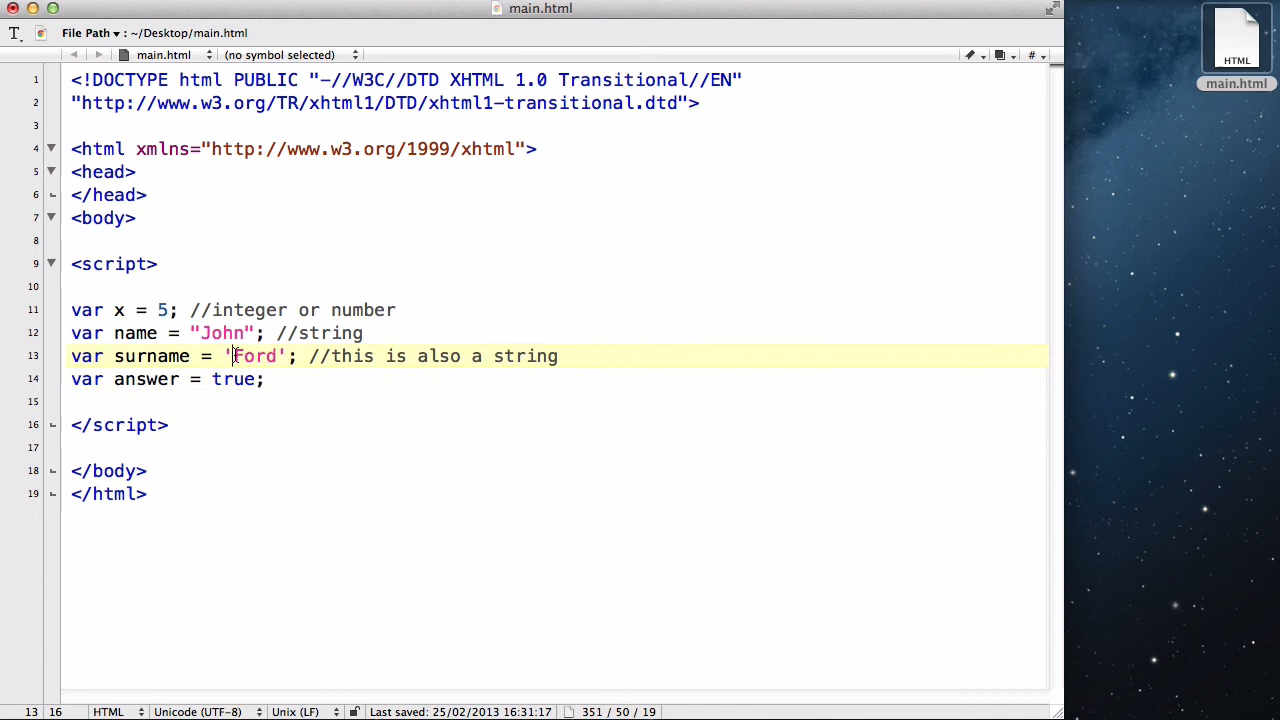 main.html
File Path ▾ : ~/Desktop/main.html
main.html (no symbol selected) #
1 <!DOCTYPE html PUBLIC "-//W3C//DTD XHTML 1.0 Transitional//EN"
2 "http://www.w3.org/TR/xhtml1/DTD/xhtml1-transitional.dtd">
3
4 <html xmlns="http://www.w3.org/1999/xhtml">
5 <head>
6 </head>
7 <body>
8
9 <script>
10
11 var x = 5; //integer or number
12 var name = "John"; //string
13 var surname = 'Ford'; //this is also a string
14 var answer = true;
15
16 </script>
17
18 </body>
19 </html>
13 16 HTML Unicode (UTF-8) Unix (LF) Last saved: 25/02/2013 16:31:17 351 / 50 / 19
HTML
main.html